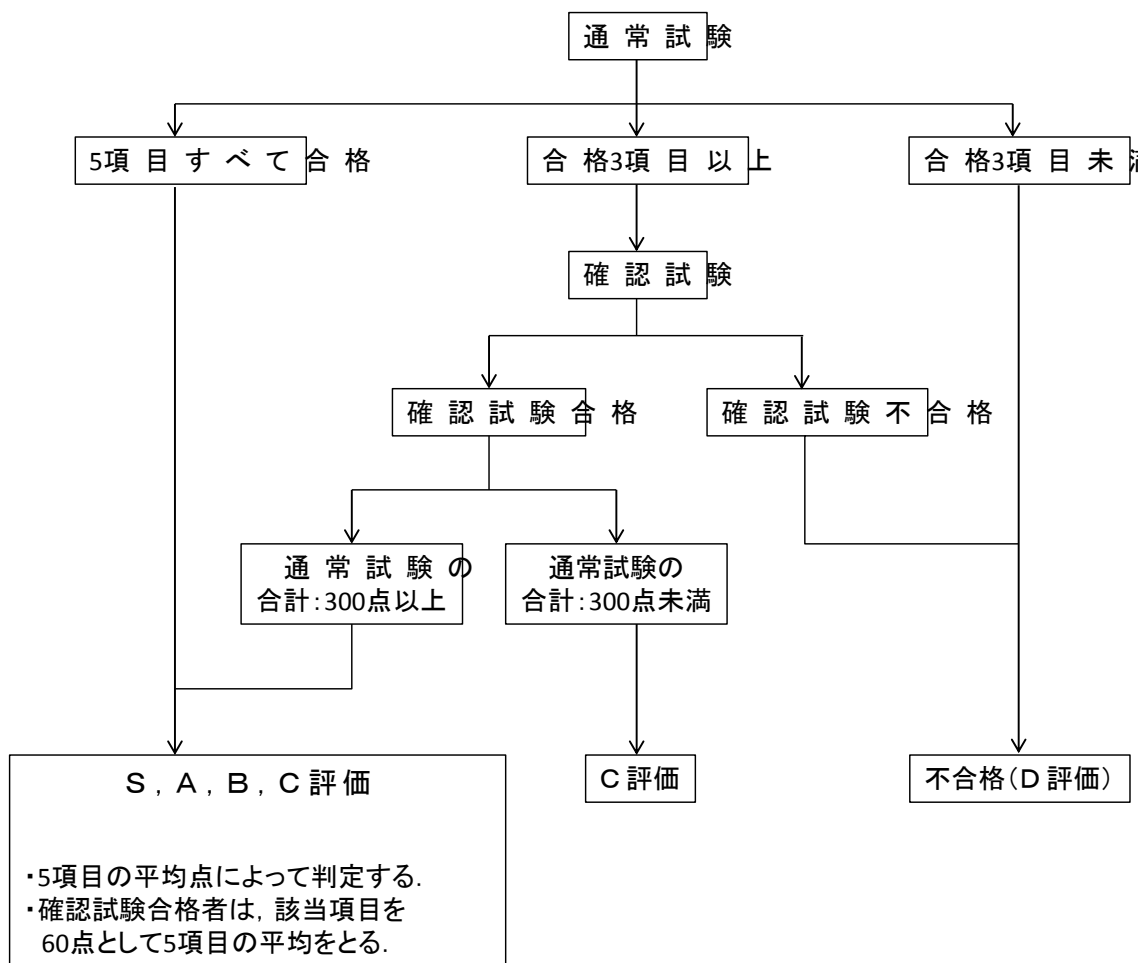 通常試験
5項目すべて合格
合格3項目以上
合格3項目未満
確認試験
確認試験合格
確認試験不合格
通常試験の
合計:300点以上
通常試験の
合計:300点未満
S, A, B, C評価
C評価
不合格(D評価)
・5項目の平均点によって判定する.
・確認試験合格者は, 該当項目を
60点として5項目の平均をとる.